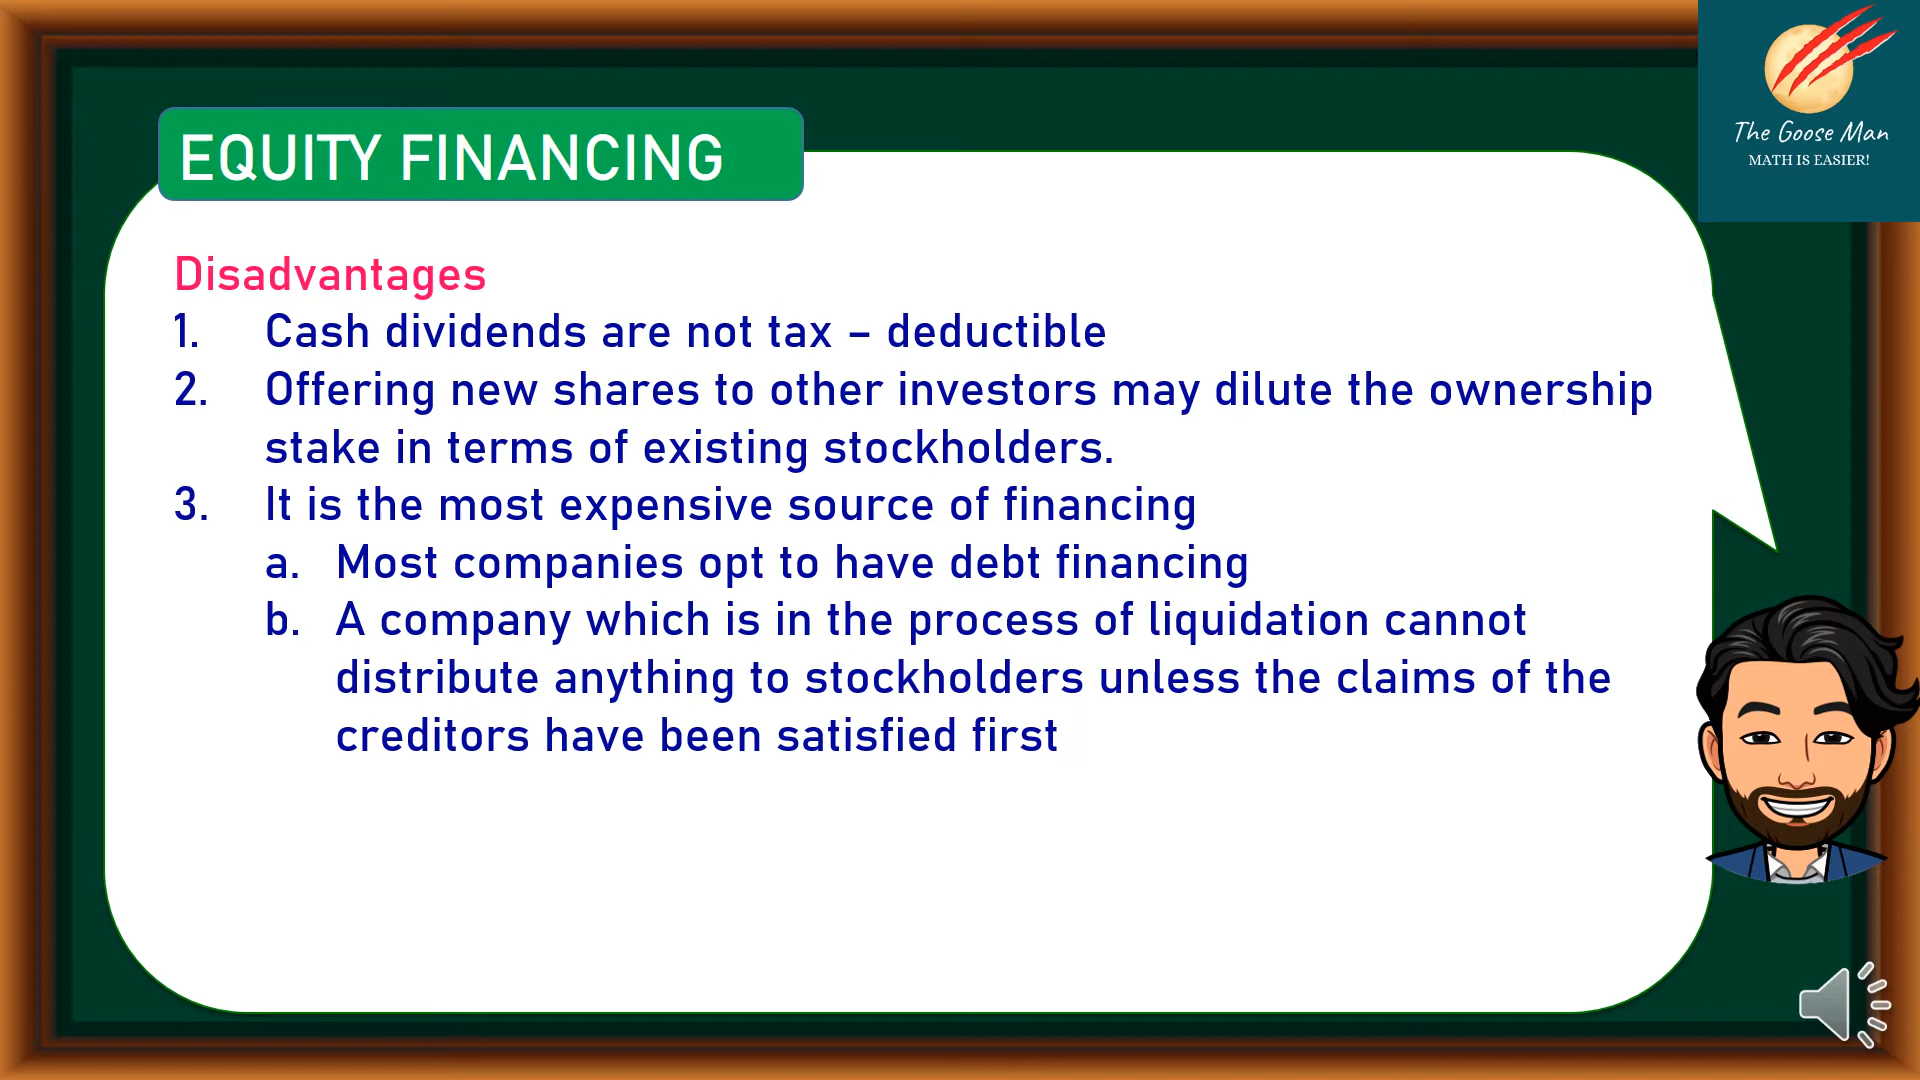 The Goose Man
MATH IS EASIER!
EQUITY FINANCING
Disadvantages
1. Cash dividends are not tax – deductible
2. Offering new shares to other investors may dilute the ownership
stake in terms of existing stockholders.
3. It is the most expensive source of financing
a. Most companies opt to have debt financing
b. A company which is in the process of liquidation cannot
distribute anything to stockholders unless the claims of the
creditors have been satisfied first